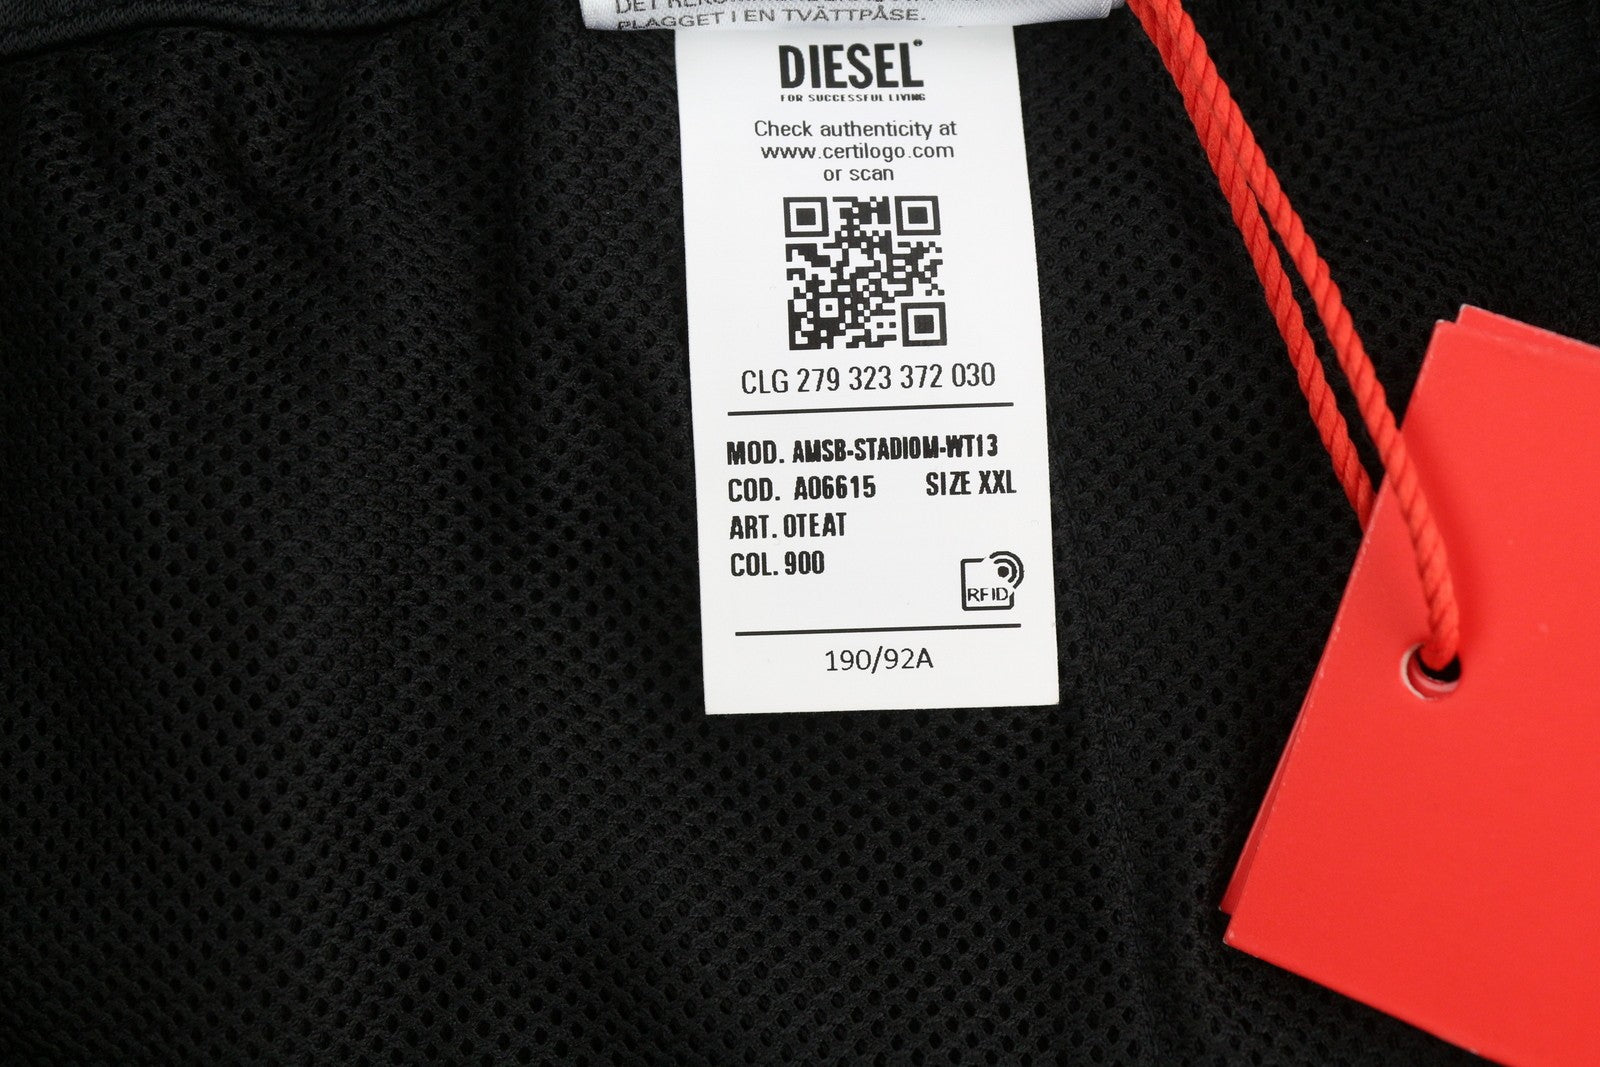 PLAGGET I EN TVÄTTPÅSE.
DIESEL
FOR SUCCESSFUL LIVING
Check authenticity at
www.certilogo.com
or scan
CLG 279 323 372 030
MOD. AMSB-STADIOM-WT13
COD. A06615 SIZE XXL
ART. 0TEAT
COL. 900
RFID
190/92A